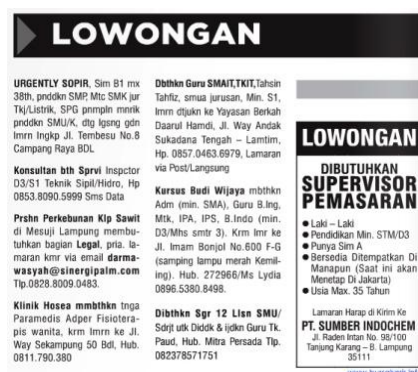 LOWONGAN
URGENTLY SOPIR, Sim B1 mx
38th, pnddkn SMP, Mtc SMK jur
Tkj/Listrik, SPG pnmpln mnrik
pnddkn SMU/K, dtg lgsng gdn
lmrn lngkp Jl. Tembesu No.8
Campang Raya BDL
Konsultan bth Sprvi Inspctor
D3/S1 Teknik Sipil/Hidro, Hp
0853.8090.5999 Sms Data
Prshn Perkebunan Klp Sawit
di Mesuji Lampung membu-
tuhkan bagian Legal, pria. la-
maran kmr via email darma-
wasyah@sinergipalm.com
Tlp.0828.8009.0483.
Klinik Hosea mmbthkn tnga
Paramedis Adper Fisiotera-
pis wanita, krm lmrn ke Jl.
Way Sekampung 50 Bdl, Hub.
0811.790.380
Dbthkn Guru SMAIT,TKIT,Tahsin
Tahfiz, smua jurusan, Min. S1,
lmrn dtjukn ke Yayasan Berkah
Daarul Hamdi, Jl. Way Andak
Sukadana Tengah – Lamtim,
Hp. 0857.0463.6979, Lamaran
via Post/Langsung
Kursus Budi Wijaya mbthkn
Adm (min. SMA), Guru B.Ing,
Mtk, IPA, IPS, B.Indo (min.
D3/Mhs smtr 3). Krm lmr ke
Jl. Imam Bonjol No.600 F-G
(samping lampu merah Kemil-
ing). Hub. 272966/Ms Lydia
0896.5380.8498.
Dibthkn Sgr 12 Llsn SMU/
Sdrjt utk Diddk & ijdkn Guru Tk.
Paud, Hub. Mitra Persada Tlp.
082378571751
LOWONGAN
DIBUTUHKAN
SUPERVISOR
PEMASARAN
● Laki – Laki
● Pendidikan Min. STM/D3
● Punya Sim A
● Bersedia Ditempatkan Di
Manapun (Saat ini akan
Menetap Di Jakarta)
● Usia Max. 35 Tahun
Lamaran Harap di Kirim Ke
PT. SUMBER INDOCHEM
Jl. Raden Intan No. 98/100
Tanjung Karang – B. Lampung
35111